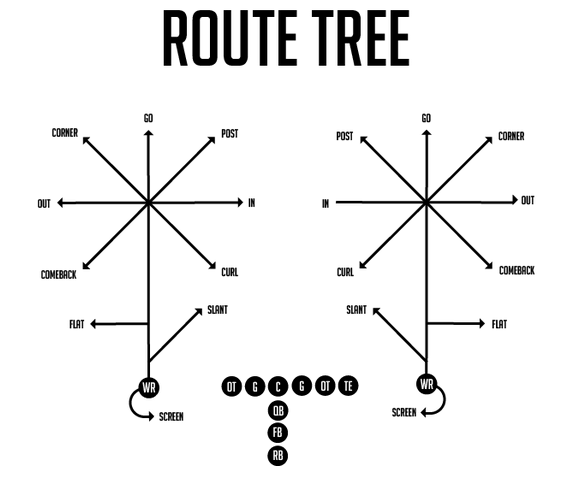 ROUTE TREE
GO
CORNER
POST
OUT
IN
COMEBACK
CURL
FLAT
SLANT
WR
SCREEN
GO
POST
CORNER
IN
OUT
CURL
COMEBACK
SLANT
FLAT
WR
SCREEN
OT G C G OT TE
QB
FB
RB